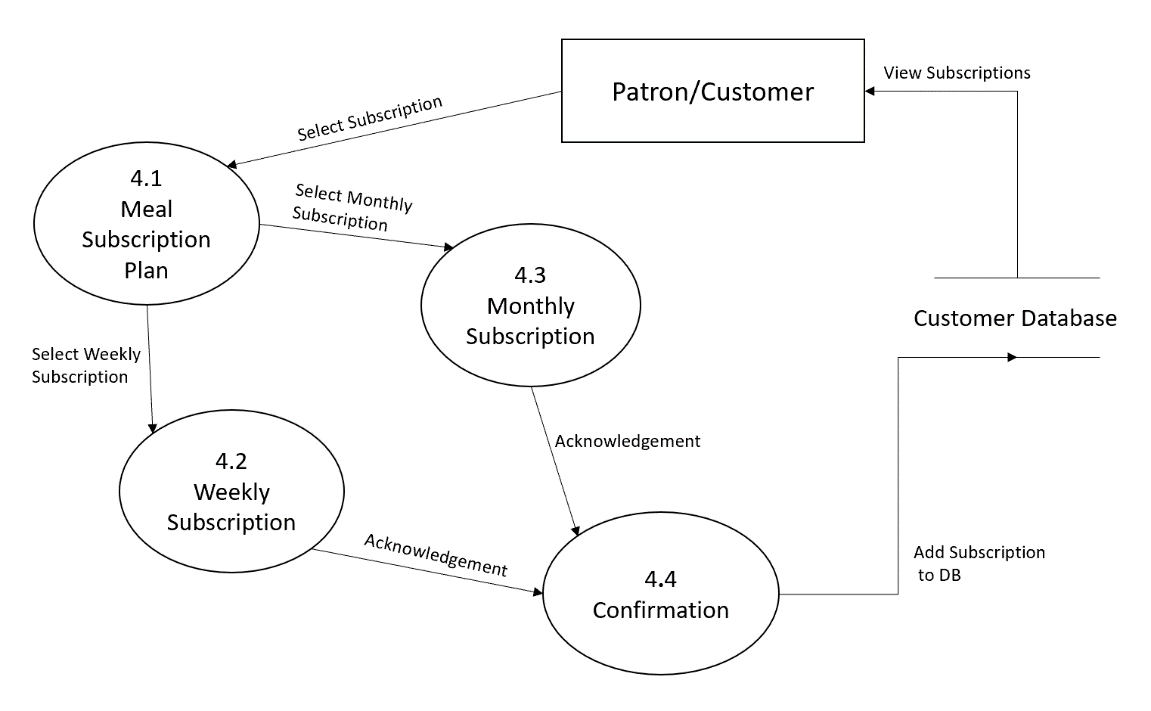 Patron/Customer
View Subscriptions
Select Subscription
4.1
Meal
Subscription
Plan
Select Monthly
Subscription
4.3
Monthly
Subscription
Customer Database
Select Weekly
Subscription
4.2
Weekly
Subscription
Acknowledgement
Acknowledgement
4.4
Confirmation
Add Subscription
to DB